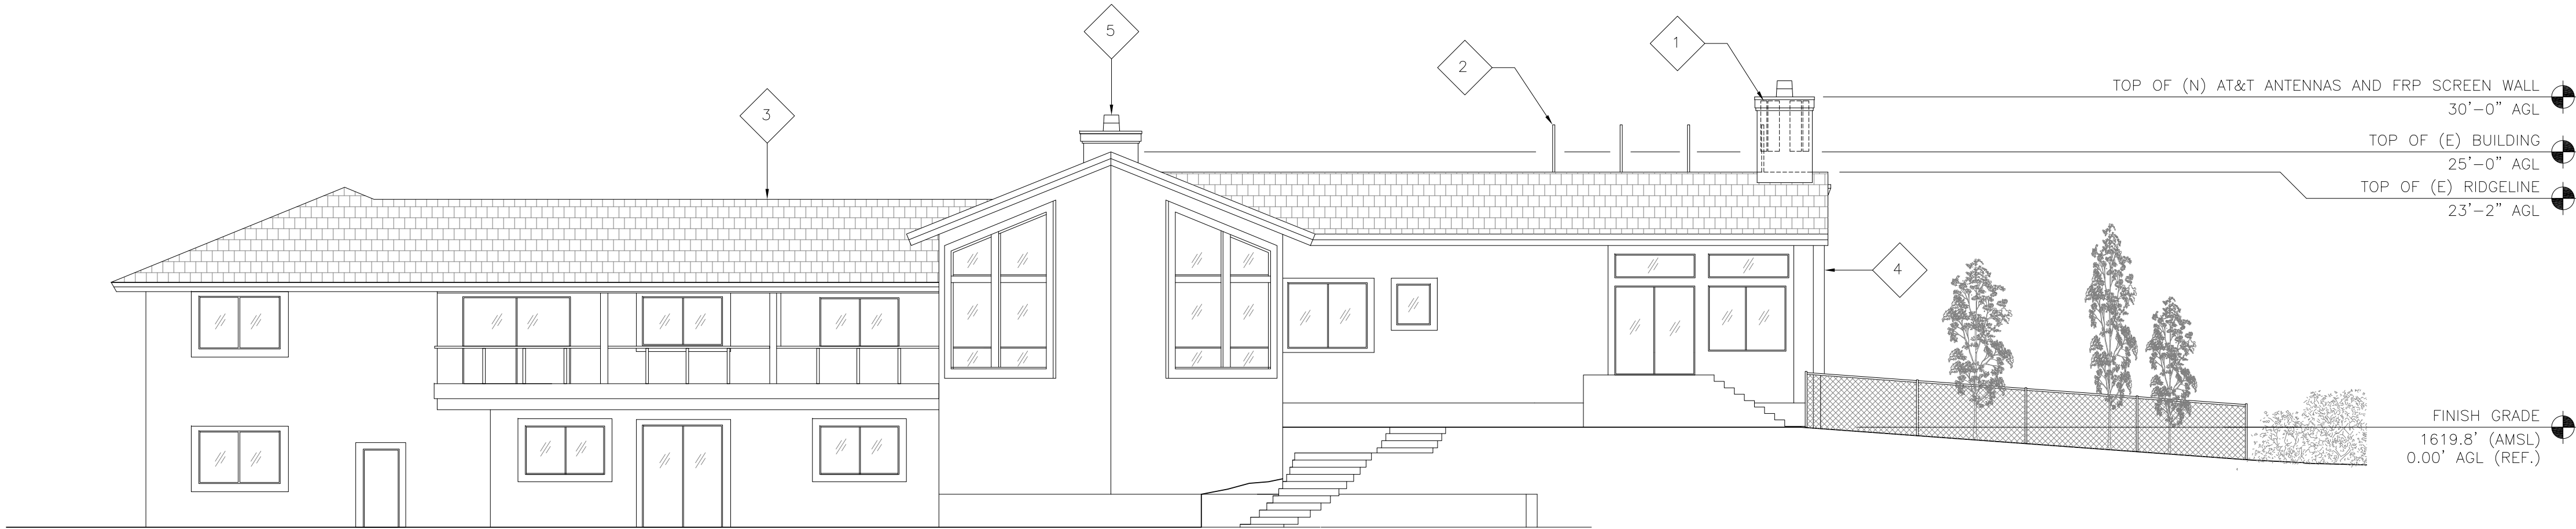 5
1
2
3
4
TOP OF (N) AT&T ANTENNAS AND FRP SCREEN WALL
30'-0" AGL
TOP OF (E) BUILDING
25'-0" AGL
TOP OF (E) RIDGELINE
23'-2" AGL
FINISH GRADE
1619.8' (AMSL)
0.00' AGL (REF.)